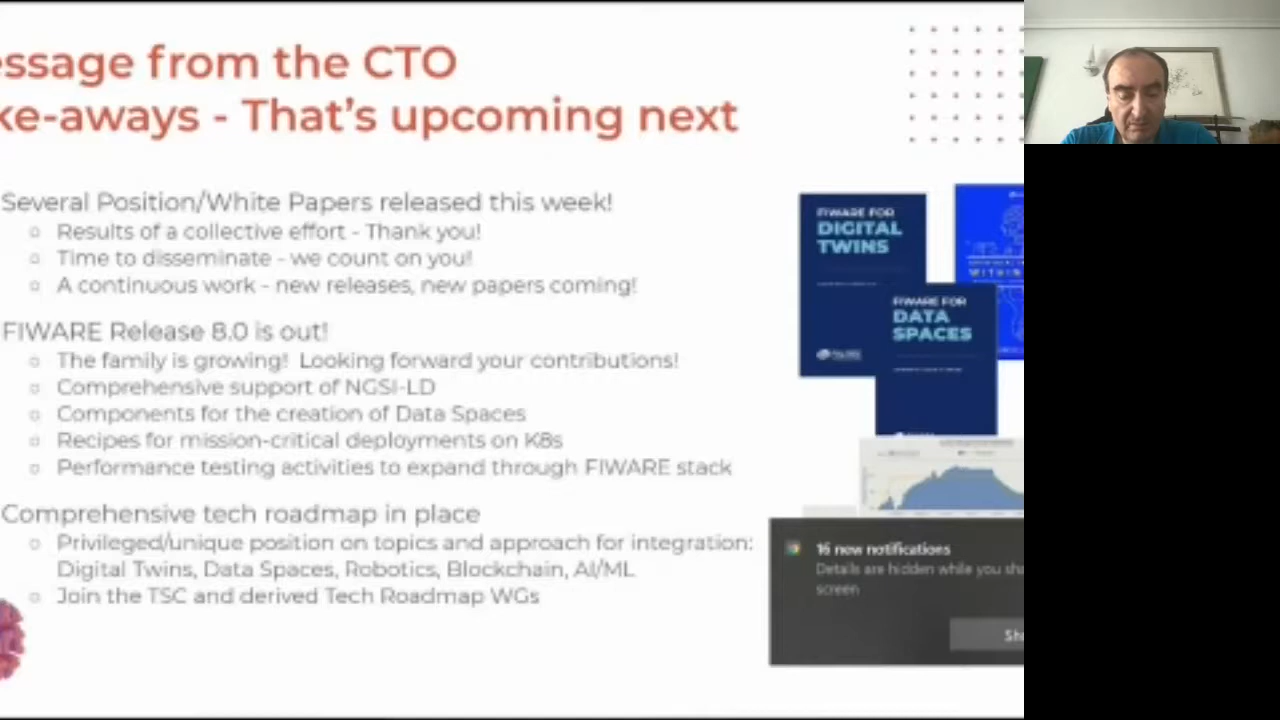 essage from the CTO
ke-aways - That's upcoming next
Several Position/White Papers released this week!
Results of a collective effort - Thank you!
Time to disseminate - we count on you!
A continuous work - new releases, new papers coming!
FIWARE Release 8.0 is out!
The family is growing! Looking forward your contributions!
Comprehensive support of NGSI-LD
Components for the creation of Data Spaces
Recipes for mission-critical deployments on K8s
Performance testing activities to expand through FIWARE stack
Comprehensive tech roadmap in place
Privileged/unique position on topics and approach for integration:
Digital Twins, Data Spaces, Robotics, Blockchain, AI/ML
Join the TSC and derived Tech Roadmap WGs
FIWARE FOR
DIGITAL
TWINS
WITHIN
FIWARE FOR
DATA
SPACES
16 new notifications
Details are hidden while you sha
screen
Sh